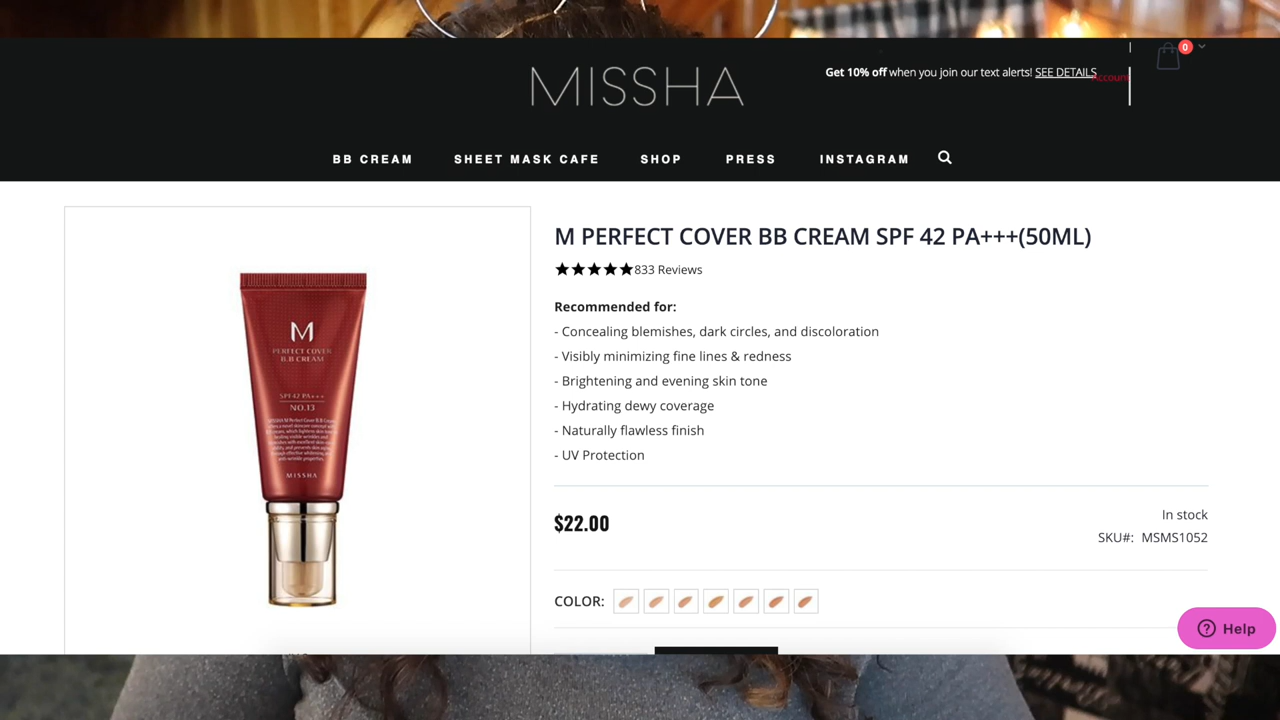 MISSHA
Get 10% off when you join our text alerts! SEE DETAILS
Account
0
BB CREAM
SHEET MASK CAFE
SHOP
PRESS
INSTAGRAM
M PERFECT COVER BB CREAM SPF 42 PA+++(50ML)
833 Reviews
Recommended for:
- Concealing blemishes, dark circles, and discoloration
- Visibly minimizing fine lines & redness
- Brightening and evening skin tone
- Hydrating dewy coverage
- Naturally flawless finish
- UV Protection
$22.00
In stock
SKU#: MSMS1052
COLOR:
Help
M
PERFECT COVER
B.B CREAM
SPF42 PA+++
NO.13
MISSHA